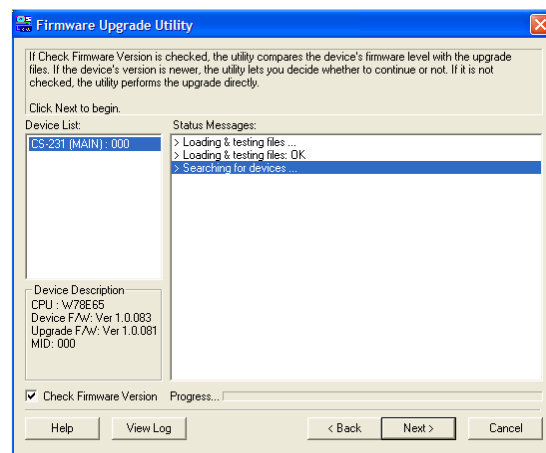 Firmware Upgrade Utility
If Check Firmware Version is checked, the utility compares the device's firmware level with the upgrade
files. If the device's version is newer, the utility lets you decide whether to continue or not. If it is not
checked, the utility performs the upgrade directly.
Click Next to begin.
Device List:
CS-231 (MAIN) : 000
Status Messages:
> Loading & testing files ...
> Loading & testing files: OK
> Searching for devices ...
Device Description
CPU : W78E65
Device F/W: Ver 1.0.083
Upgrade F/W: Ver 1.0.081
MID: 000
Check Firmware Version
Progress...
Help
View Log
< Back
Next >
Cancel